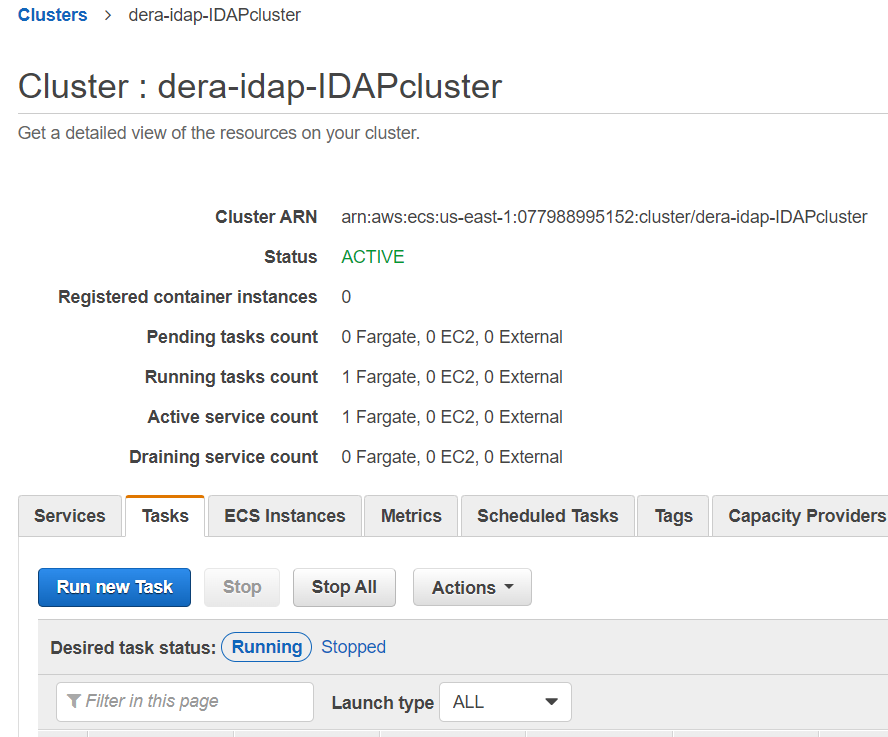 Clusters > dera-idap-IDAPcluster
Cluster : dera-idap-IDAPcluster
Get a detailed view of the resources on your cluster.
Cluster ARN arn:aws:ecs:us-east-1:077988995152:cluster/dera-idap-IDAPcluster
Status ACTIVE
Registered container instances 0
Pending tasks count 0 Fargate, 0 EC2, 0 External
Running tasks count 1 Fargate, 0 EC2, 0 External
Active service count 1 Fargate, 0 EC2, 0 External
Draining service count 0 Fargate, 0 EC2, 0 External
Services Tasks ECS Instances Metrics Scheduled Tasks Tags Capacity Providers
Run new Task Stop Stop All Actions
Desired task status: Running Stopped
Filter in this page Launch type ALL